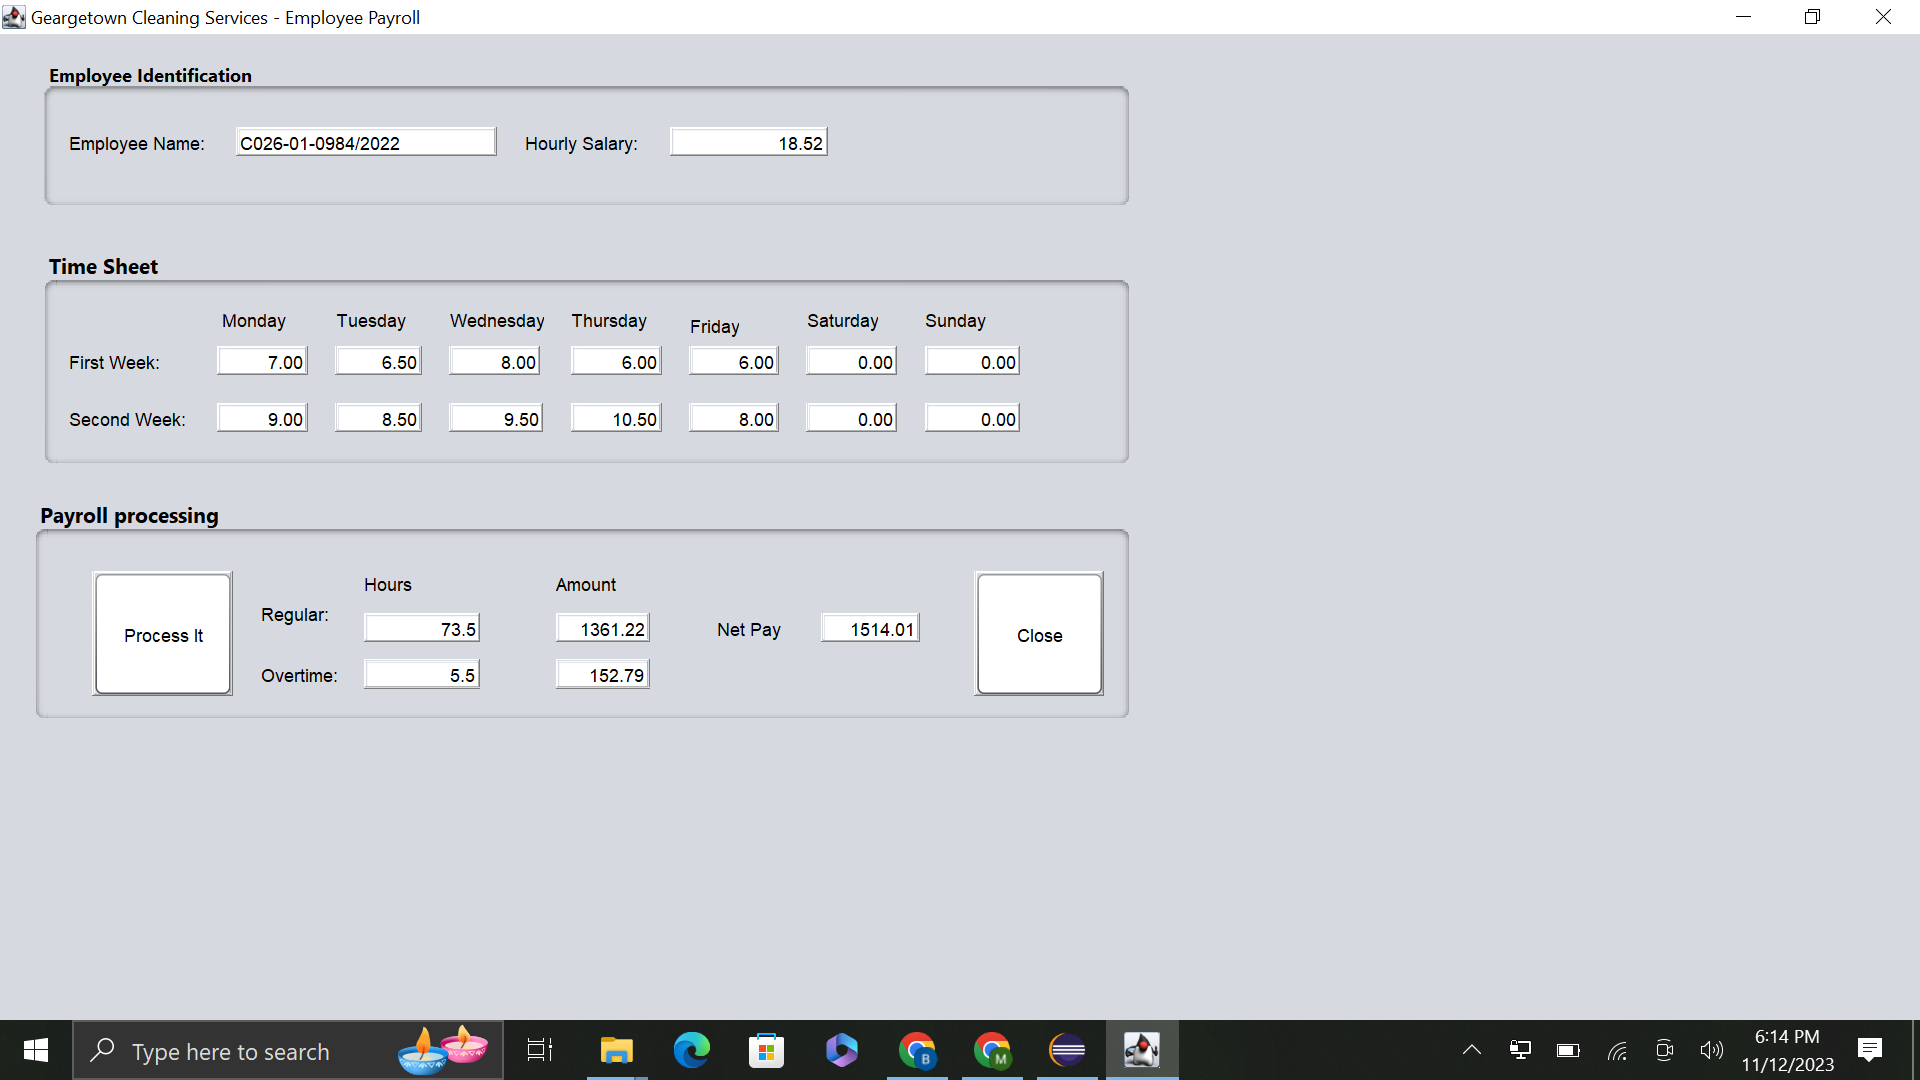 Geargetown Cleaning Services - Employee Payroll
Employee Identification
Employee Name: C026-01-0984/2022 Hourly Salary: 18.52
Time Sheet
Monday Tuesday Wednesday Thursday Friday Saturday Sunday
First Week: 7.00 6.50 8.00 6.00 6.00 0.00 0.00
Second Week: 9.00 8.50 9.50 10.50 8.00 0.00 0.00
Payroll processing
Hours Amount
Process It Regular: 73.5 1361.22 Net Pay 1514.01 Close
Overtime: 5.5 152.79
Type here to search
B
M
6:14 PM
11/12/2023